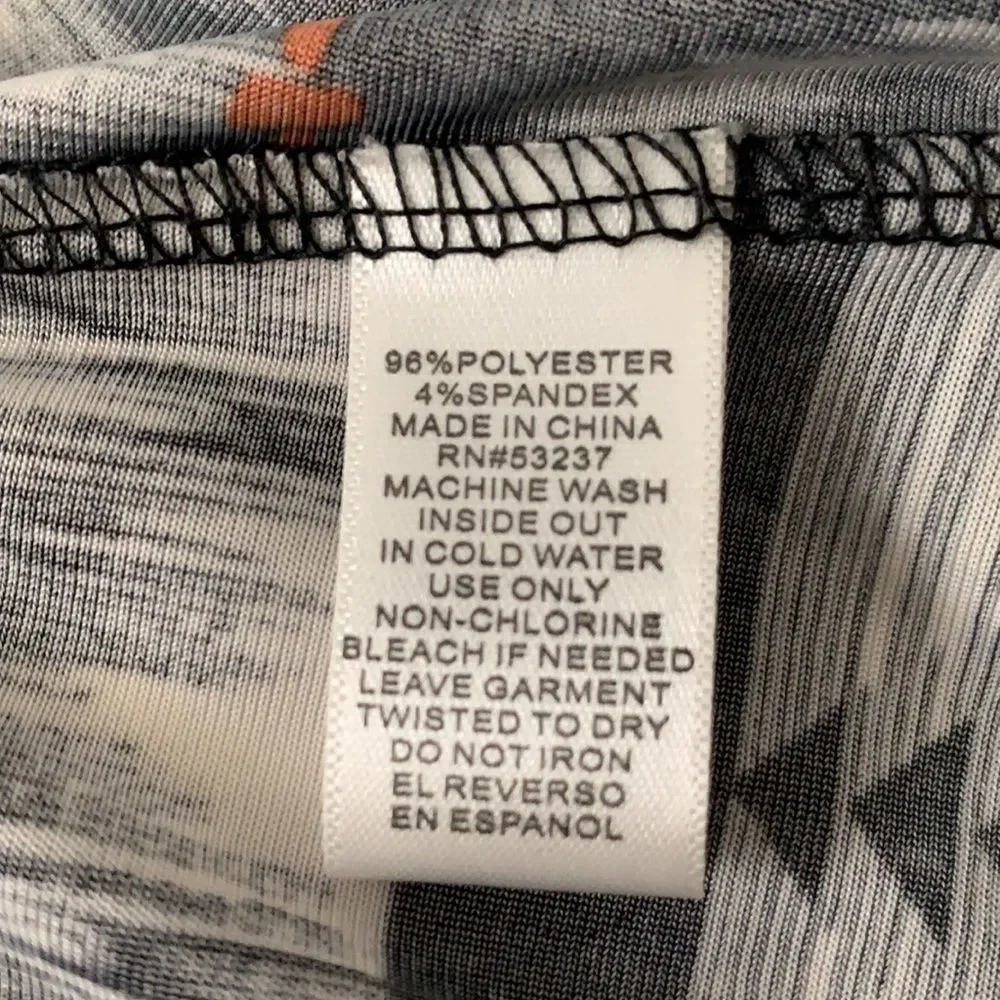 96%POLYESTER
4%SPANDEX
MADE IN CHINA
RN#53237
MACHINE WASH
INSIDE OUT
IN COLD WATER
USE ONLY
NON-CHLORINE
BLEACH IF NEEDED
LEAVE GARMENT
TWISTED TO DRY
DO NOT IRON
EL REVERSO
EN ESPANOL